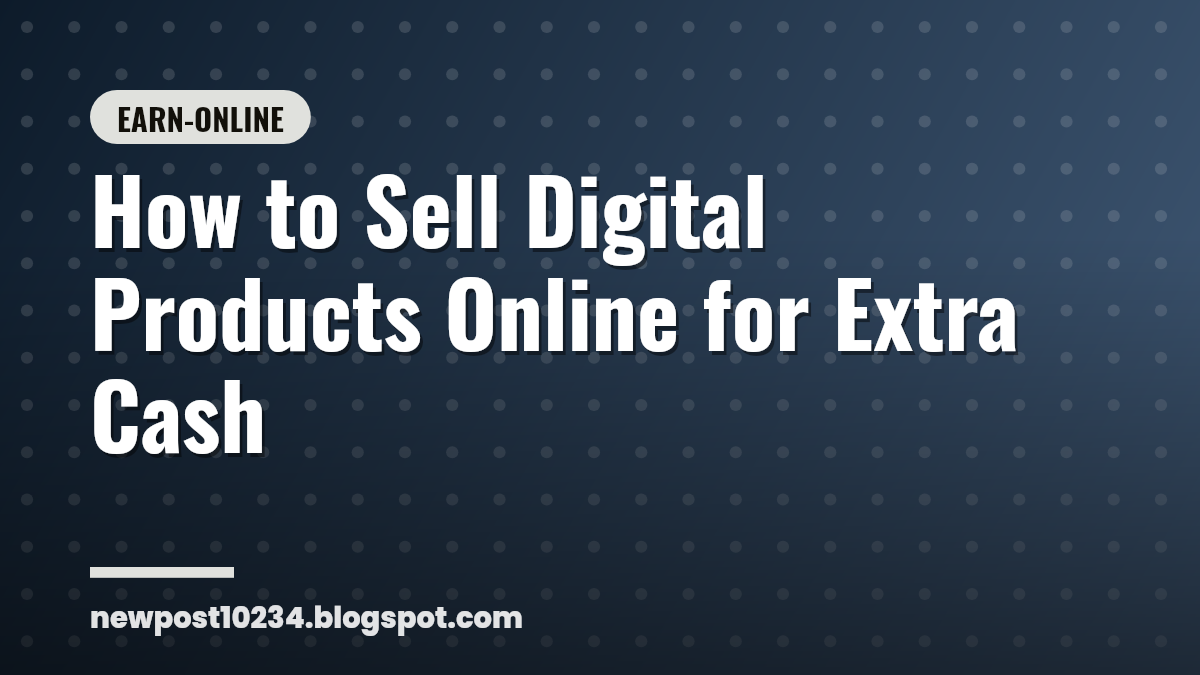 EARN-ONLINE
How to Sell Digital
Products Online for Extra
Cash
newpost10234.blogspot.com